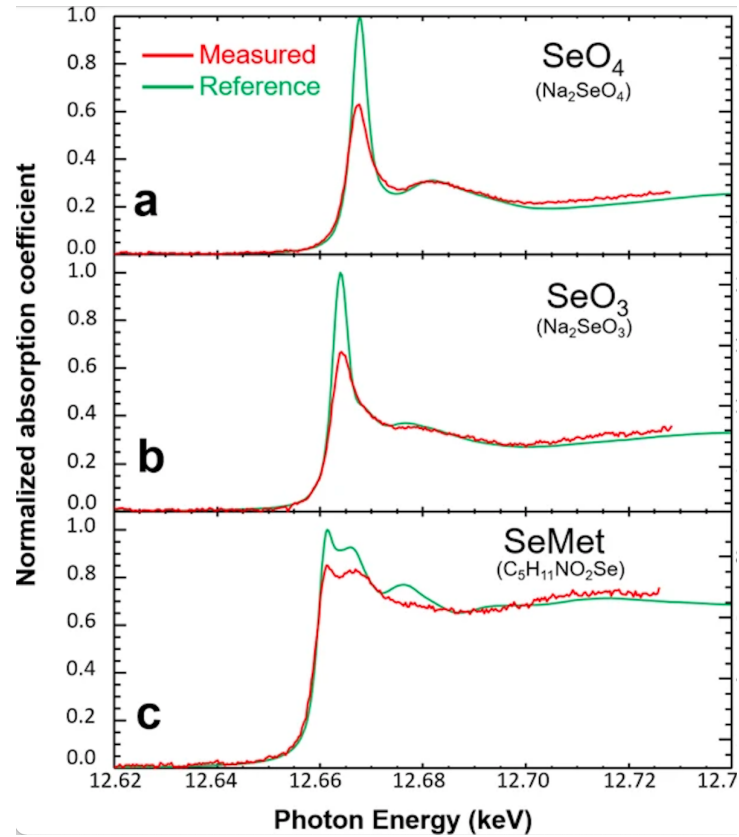 1.0
Measured
Reference
SeO₄
(Na₂SeO₄)
0.8
0.6
0.4
0.2
0.0
a
1.0
SeO₃
(Na₂SeO₃)
0.8
0.6
0.4
0.2
0.0
b
1.0
SeMet
(C₅H₁₁NO₂Se)
0.8
0.6
0.4
0.2
0.0
c
Normalized absorption coefficient
12.62 12.64 12.66 12.68 12.70 12.72 12.7
Photon Energy (keV)